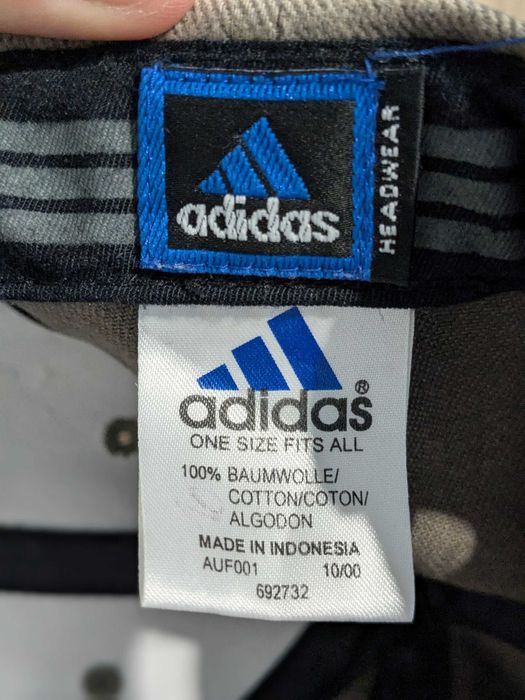 adidas
HEADWEAR
adidas®
ONE SIZE FITS ALL
100% BAUMWOLLE/
COTTON/COTON/
ALGODON
MADE IN INDONESIA
AUF001 10/00
692732